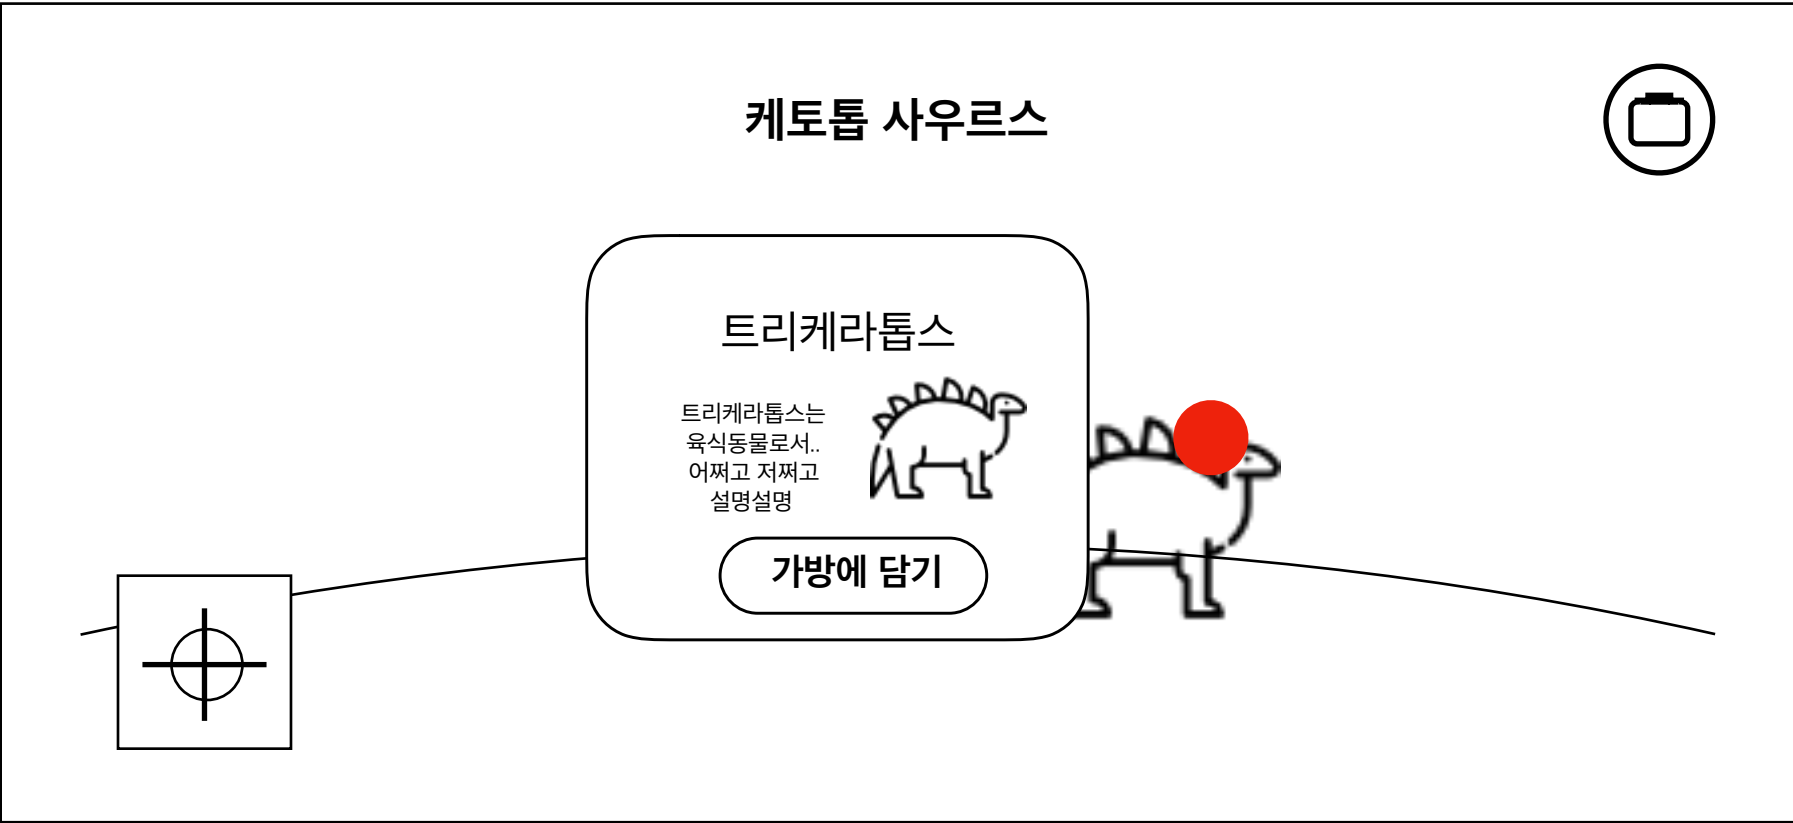 케토톱 사우르스
트리케라톱스
트리케라톱스는
육식동물로서..
어쩌고 저쩌고
설명설명
가방에 담기